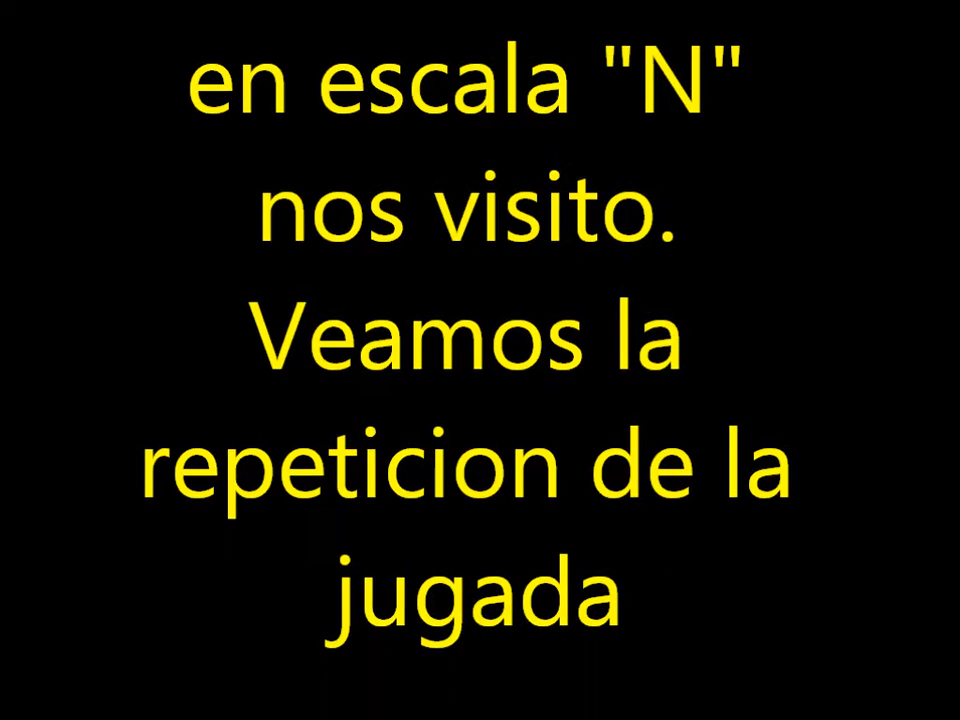 en escala "N"
nos visito.
Veamos la
repeticion de la
jugada